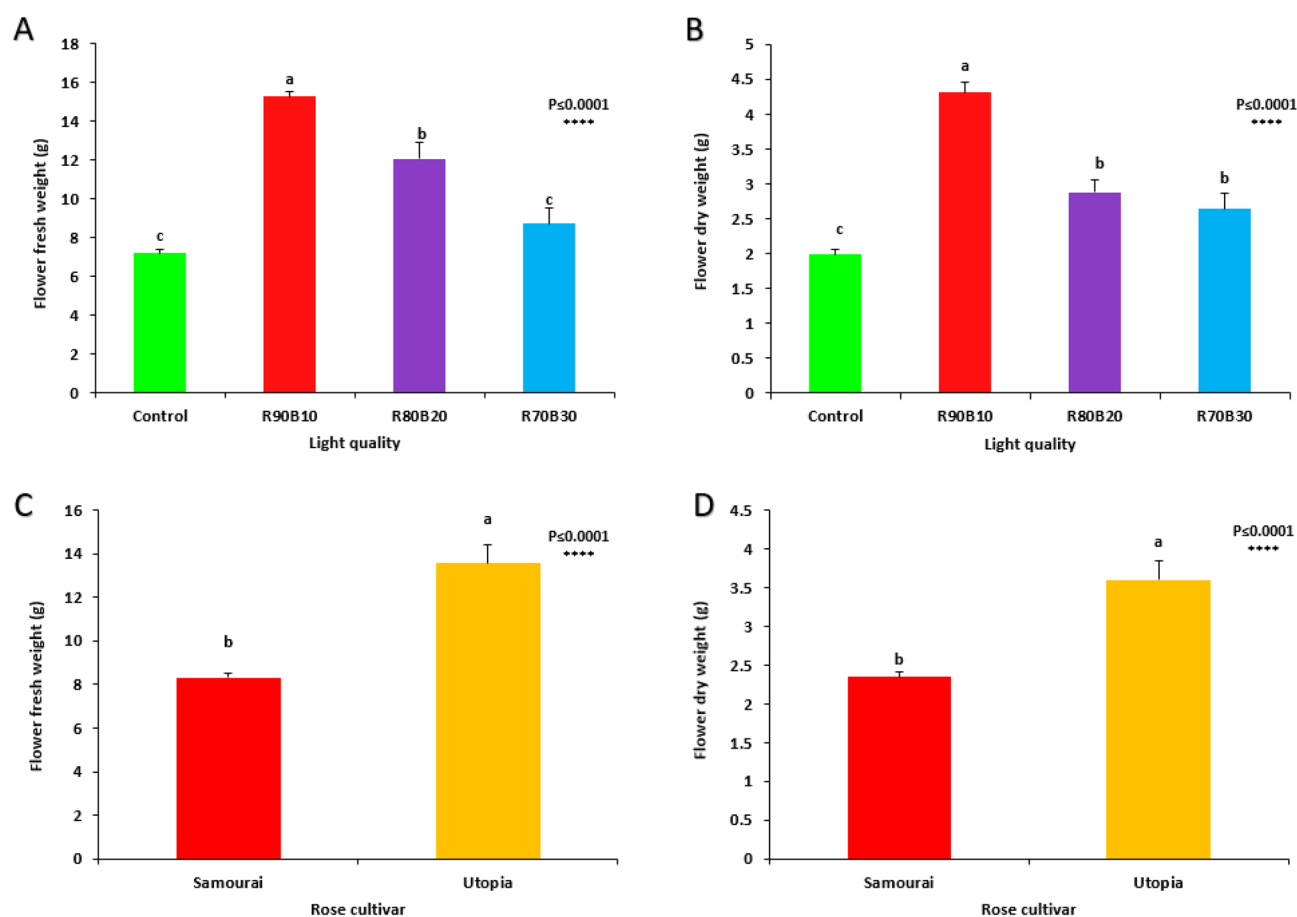 A
Flower fresh weight (g)
18
16
14
12
10
8
6
4
2
0
c
a
b
c
P≤0.0001
****
Control R90B10 R80B20 R70B30
Light quality
B
Flower dry weight (g)
5
4.5
4
3.5
3
2.5
2
1.5
1
0.5
0
c
a
b
b
P≤0.0001
****
Control R90B10 R80B20 R70B30
Light quality
C
Flower fresh weight (g)
16
14
12
10
8
6
4
2
0
b
a
P≤0.0001
****
Samourai Utopia
Rose cultivar
D
Flower dry weight (g)
4.5
4
3.5
3
2.5
2
1.5
1
0.5
0
b
a
P≤0.0001
****
Samourai Utopia
Rose cultivar